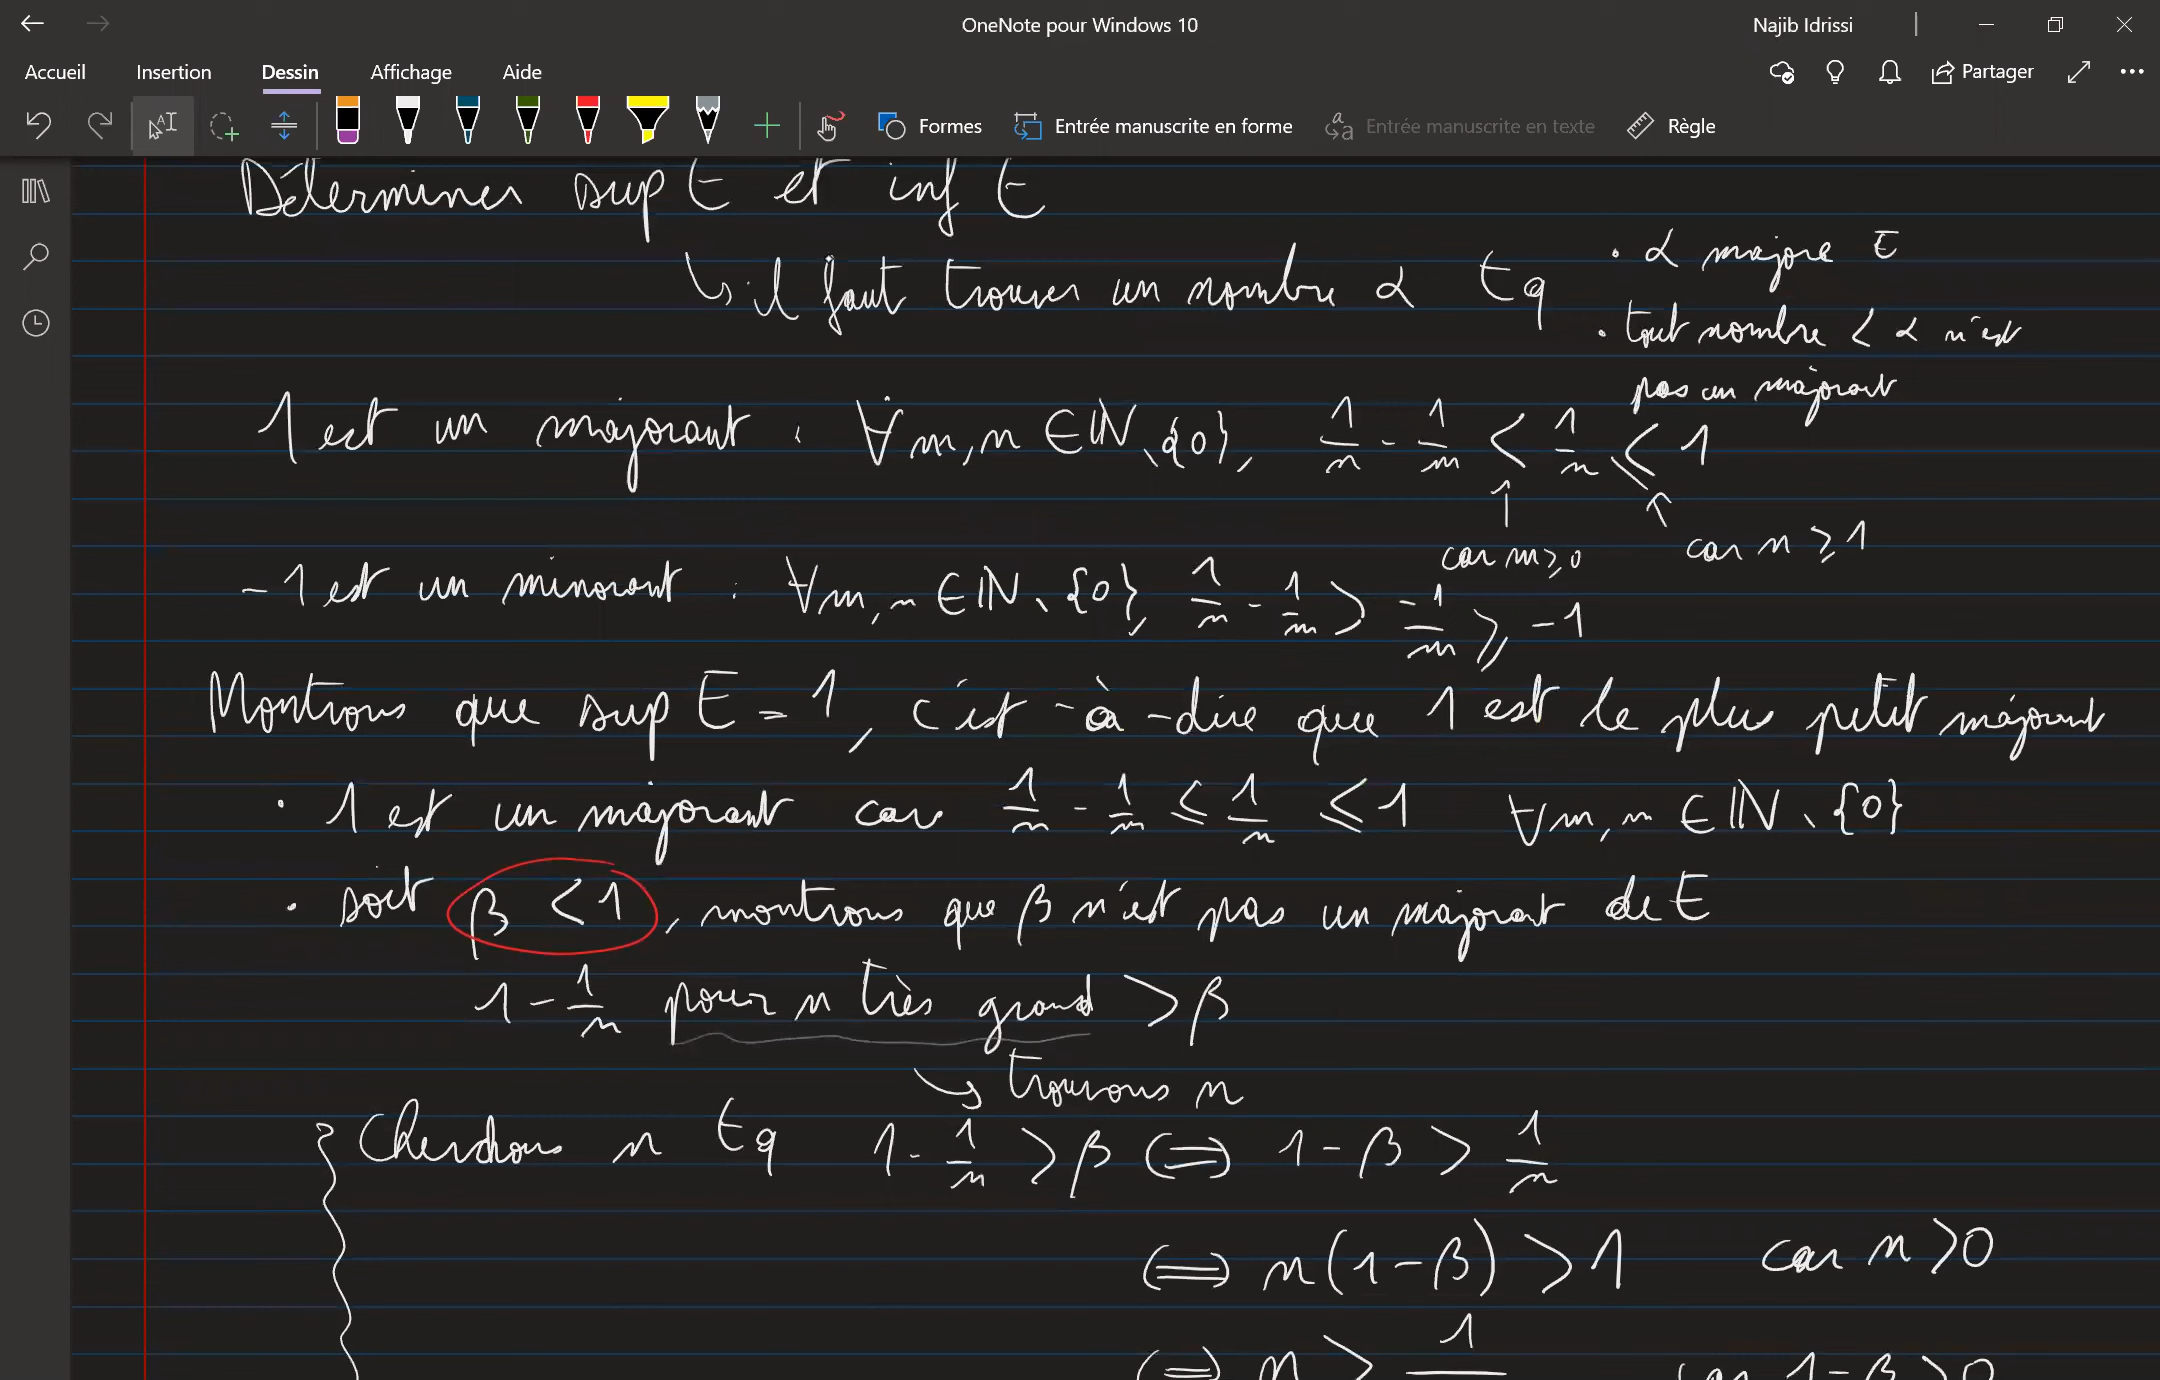 OneNote pour Windows 10
Najib Idrissi
Accueil Insertion Dessin Affichage Aide
Partager
Formes Entrée manuscrite en forme Entrée manuscrite en texte Règle
Déterminer sup E et inf E
↳ il faut trouver un nombre α tq
· α majore E
· tout nombre < α n'est
pas un majorant
1 est un majorant : ∀m, n ∈ ℕ∖{0}, 1/n - 1/m < 1/n ≤ 1
↑ car m ≥ 0
↑ car n ≥ 1
-1 est un minorant : ∀m, n ∈ ℕ∖{0}, 1/n - 1/m > -1/m ≥ -1
Montrons que sup E = 1, c'est-à-dire que 1 est le plus petit majorant
· 1 est un majorant car 1/n - 1/m ≤ 1/n ≤ 1 ∀m, n ∈ ℕ∖{0}
· soit β < 1, montrons que β n'est pas un majorant de E
1 - 1/n pour n très grand > β
↳ trouvons n
Cherchons n tq 1 - 1/n > β ⟺ 1 - β > 1/n
⟺ n(1-β) > 1 car n > 0
⟺ n > 1 car 1-β > 0